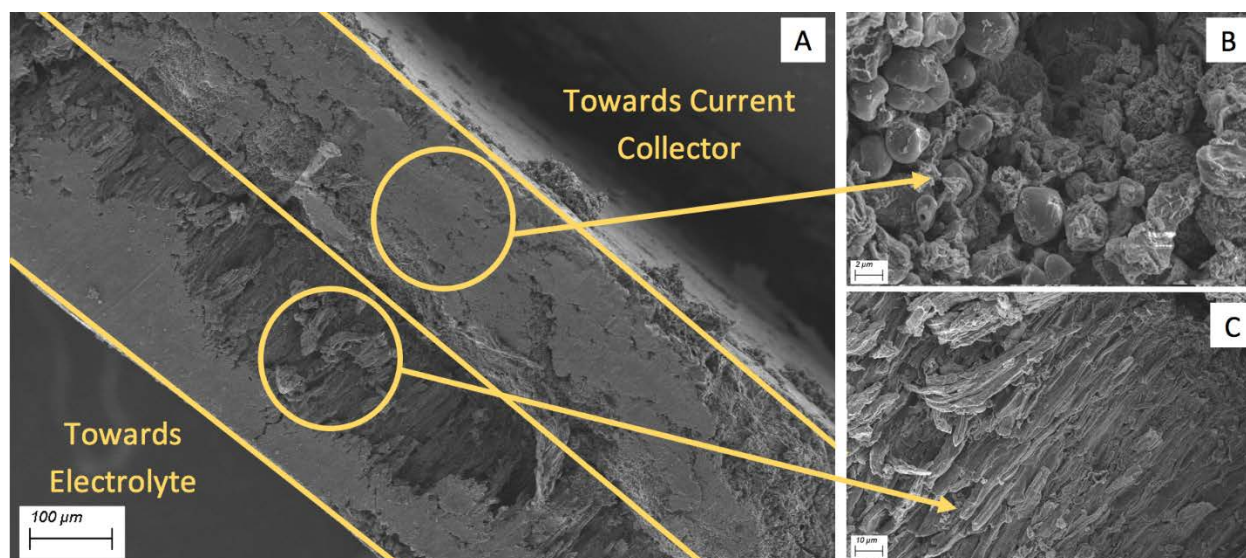 A
Towards Current
Collector
Towards
Electrolyte
100 µm
B
2 µm
C
10 µm